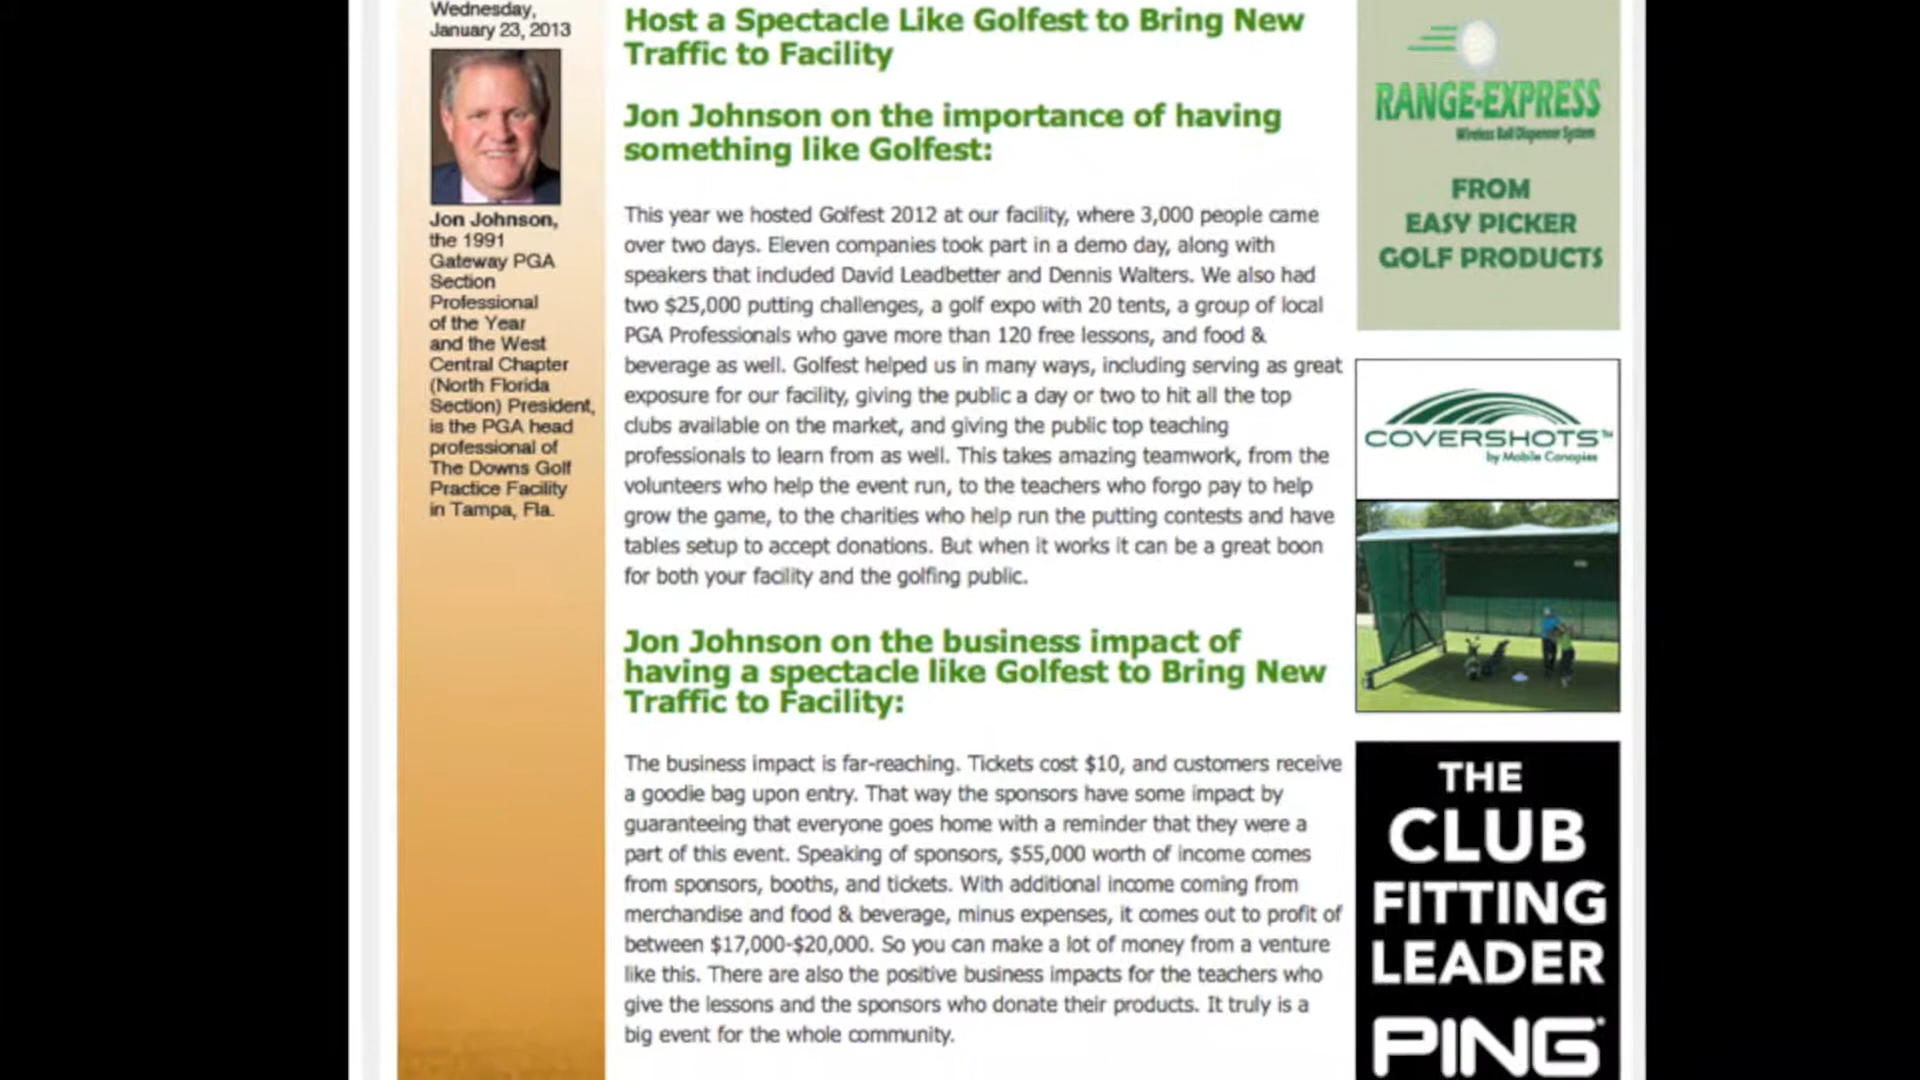 Wednesday,
January 23, 2013
Jon Johnson,
the 1991
Gateway PGA
Section
Professional
of the Year
and the West
Central Chapter
(North Florida
Section) President,
is the PGA head
professional of
The Downs Golf
Practice Facility
in Tampa, Fla.
Host a Spectacle Like Golfest to Bring New
Traffic to Facility
Jon Johnson on the importance of having
something like Golfest:
This year we hosted Golfest 2012 at our facility, where 3,000 people came
over two days. Eleven companies took part in a demo day, along with
speakers that included David Leadbetter and Dennis Walters. We also had
two $25,000 putting challenges, a golf expo with 20 tents, a group of local
PGA Professionals who gave more than 120 free lessons, and food &
beverage as well. Golfest helped us in many ways, including serving as great
exposure for our facility, giving the public a day or two to hit all the top
clubs available on the market, and giving the public top teaching
professionals to learn from as well. This takes amazing teamwork, from the
volunteers who help the event run, to the teachers who forgo pay to help
grow the game, to the charities who help run the putting contests and have
tables setup to accept donations. But when it works it can be a great boon
for both your facility and the golfing public.
Jon Johnson on the business impact of
having a spectacle like Golfest to Bring New
Traffic to Facility:
The business impact is far-reaching. Tickets cost $10, and customers receive
a goodie bag upon entry. That way the sponsors have some impact by
guaranteeing that everyone goes home with a reminder that they were a
part of this event. Speaking of sponsors, $55,000 worth of income comes
from sponsors, booths, and tickets. With additional income coming from
merchandise and food & beverage, minus expenses, it comes out to profit of
between $17,000-$20,000. So you can make a lot of money from a venture
like this. There are also the positive business impacts for the teachers who
give the lessons and the sponsors who donate their products. It truly is a
big event for the whole community.
RANGE-EXPRESS
Wireless Ball Dispenser System
FROM
EASY PICKER
GOLF PRODUCTS
COVERSHOTS™
by Mobile Canopies
THE
CLUB
FITTING
LEADER
PING